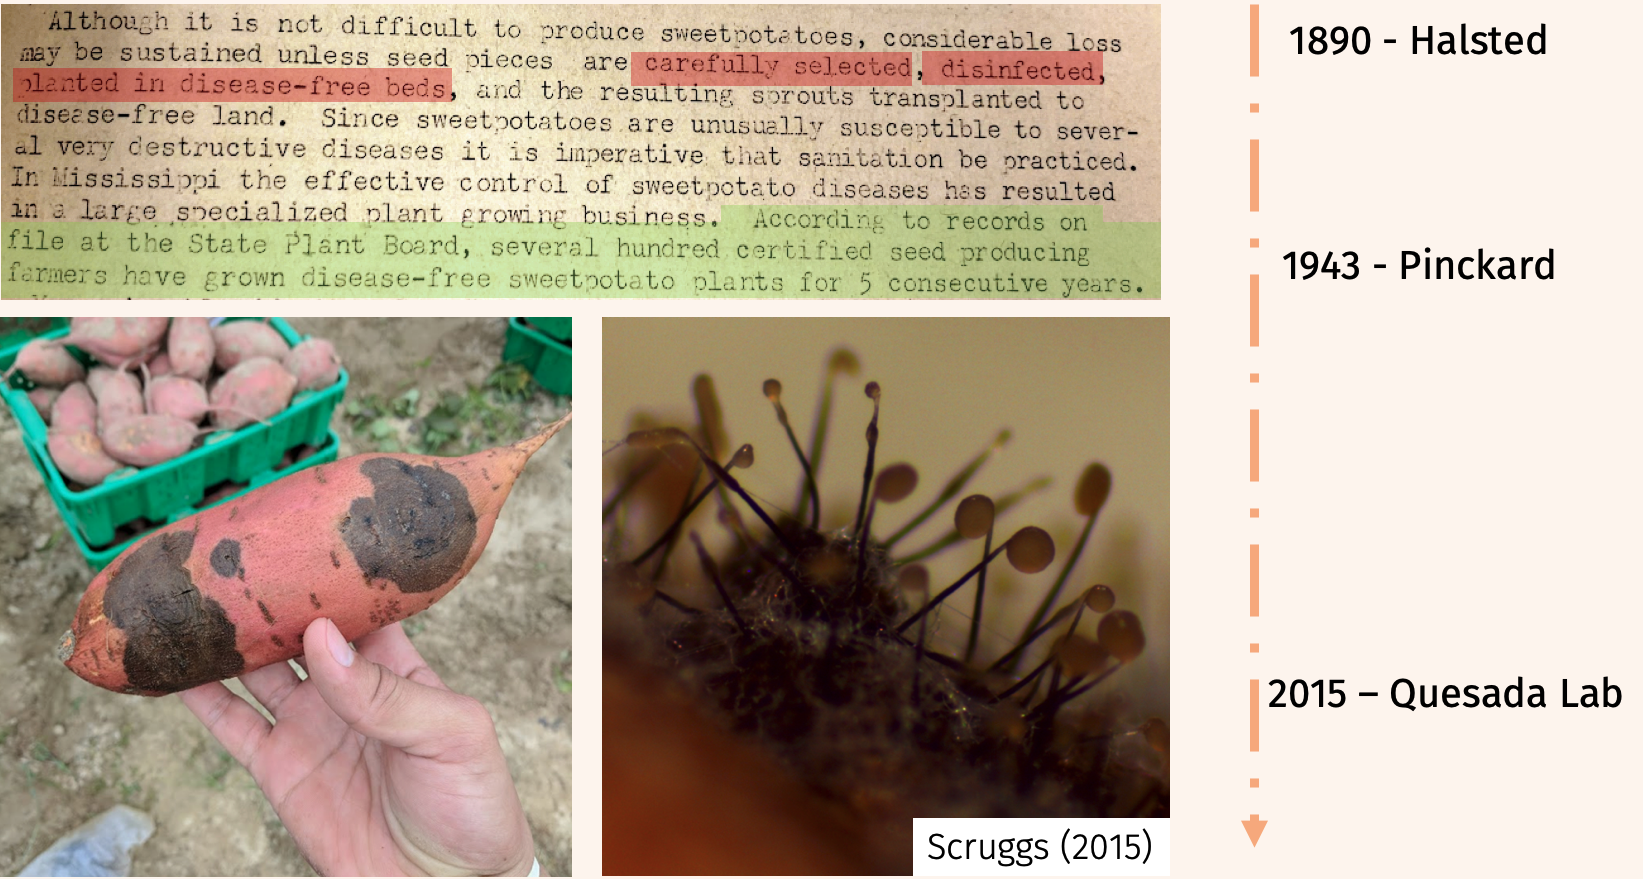 Although it is not difficult to produce sweetpotatoes, considerable loss
may be sustained unless seed pieces are carefully selected, disinfected,
planted in disease-free beds, and the resulting sprouts transplanted to
disease-free land. Since sweetpotatoes are unusually susceptible to sever-
al very destructive diseases it is imperative that sanitation be practiced.
In Mississippi the effective control of sweetpotato diseases has resulted
in a large specialized plant growing business. According to records on
file at the State Plant Board, several hundred certified seed producing
farmers have grown disease-free sweetpotato plants for 5 consecutive years.
1890 - Halsted
1943 - Pinckard
2015 – Quesada Lab
Scruggs (2015)